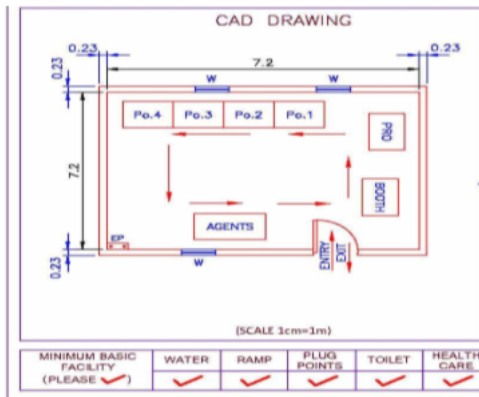 CAD DRAWING
0.23
7.2
0.23
0.23
W
W
Po.4
Po.3
Po.2
Po.1
PRO
7.2
BOOTH
AGENTS
EP
0.23
W
ENTRY
EXIT
(SCALE 1cm=1m)
MINIMUM BASIC
FACILITY
(PLEASE ✓)
WATER
RAMP
PLUG
POINTS
TOILET
HEALTH
CARE